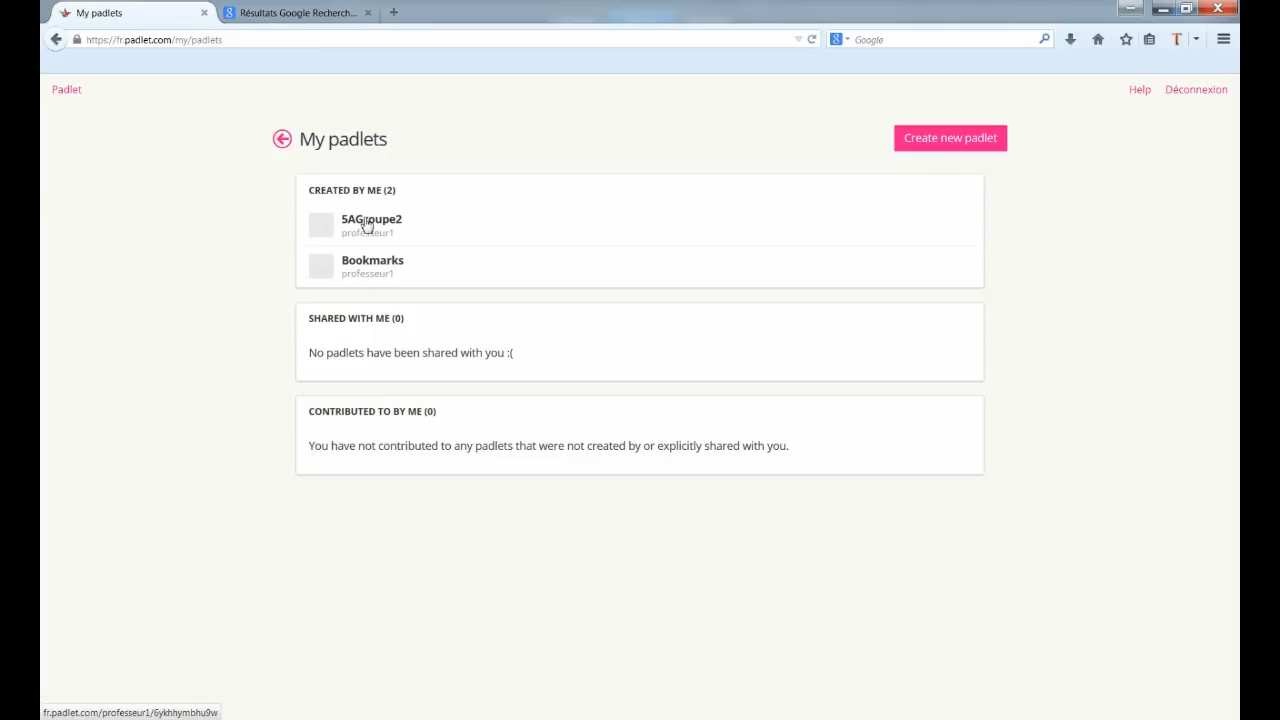 My padlets
Résultats Google Recherch...
https://fr.padlet.com/my/padlets
Google
Padlet
Help
Déconnexion
My padlets
Create new padlet
CREATED BY ME (2)
5AGroupe2
professeur1
Bookmarks
professeur1
SHARED WITH ME (0)
No padlets have been shared with you :(
CONTRIBUTED TO BY ME (0)
You have not contributed to any padlets that were not created by or explicitly shared with you.
fr.padlet.com/professeur1/6ykhhymbhu9w